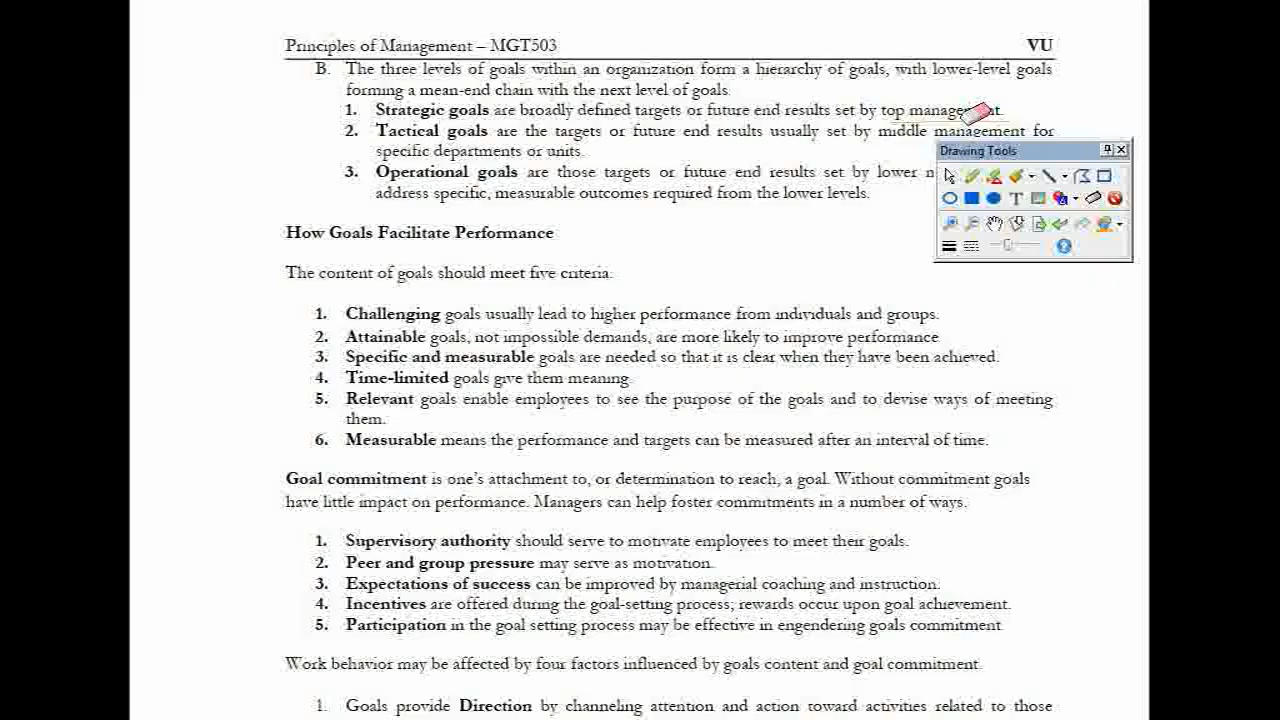 Principles of Management – MGT503 VU
B. The three levels of goals within an organization form a hierarchy of goals, with lower-level goals
forming a mean-end chain with the next level of goals.
1. Strategic goals are broadly defined targets or future end results set by top management.
2. Tactical goals are the targets or future end results usually set by middle management for
specific departments or units.
3. Operational goals are those targets or future end results set by lower
address specific, measurable outcomes required from the lower levels.
Drawing Tools
How Goals Facilitate Performance
The content of goals should meet five criteria:
1. Challenging goals usually lead to higher performance from individuals and groups.
2. Attainable goals, not impossible demands, are more likely to improve performance
3. Specific and measurable goals are needed so that it is clear when they have been achieved.
4. Time-limited goals give them meaning.
5. Relevant goals enable employees to see the purpose of the goals and to devise ways of meeting
them.
6. Measurable means the performance and targets can be measured after an interval of time.
Goal commitment is one's attachment to, or determination to reach, a goal. Without commitment goals
have little impact on performance. Managers can help foster commitments in a number of ways.
1. Supervisory authority should serve to motivate employees to meet their goals.
2. Peer and group pressure may serve as motivation.
3. Expectations of success can be improved by managerial coaching and instruction.
4. Incentives are offered during the goal-setting process; rewards occur upon goal achievement.
5. Participation in the goal setting process may be effective in engendering goals commitment
Work behavior may be affected by four factors influenced by goals content and goal commitment.
1. Goals provide Direction by channeling attention and action toward activities related to those